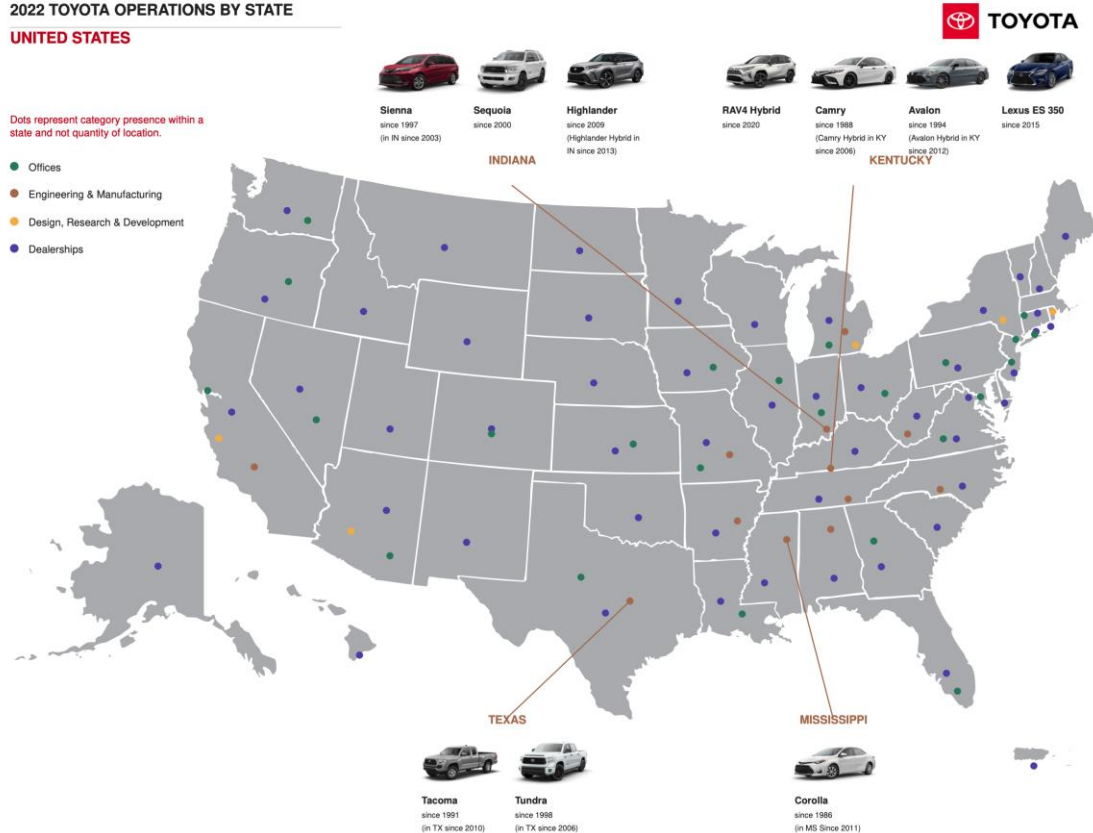 2022 TOYOTA OPERATIONS BY STATE
UNITED STATES
TOYOTA
Dots represent category presence within a
state and not quantity of location.
Offices
Engineering & Manufacturing
Design, Research & Development
Dealerships
Sienna
since 1997
(in IN since 2003)
Sequoia
since 2000
Highlander
since 2009
(Highlander Hybrid in
IN since 2013)
INDIANA
RAV4 Hybrid
since 2020
Camry
since 1988
(Camry Hybrid in KY
since 2006)
Avalon
since 1994
(Avalon Hybrid in KY
since 2012)
Lexus ES 350
since 2015
KENTUCKY
TEXAS
Tacoma
since 1991
(in TX since 2010)
Tundra
since 1998
(in TX since 2006)
MISSISSIPPI
Corolla
since 1986
(in MS Since 2011)